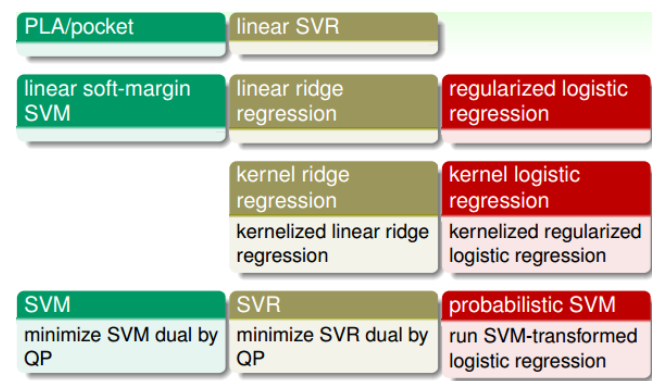 PLA/pocket
linear SVR
linear soft-margin
SVM
linear ridge
regression
regularized logistic
regression
kernel ridge
regression
kernelized linear ridge
regression
kernel logistic
regression
kernelized regularized
logistic regression
SVM
minimize SVM dual by
QP
SVR
minimize SVR dual by
QP
probabilistic SVM
run SVM-transformed
logistic regression